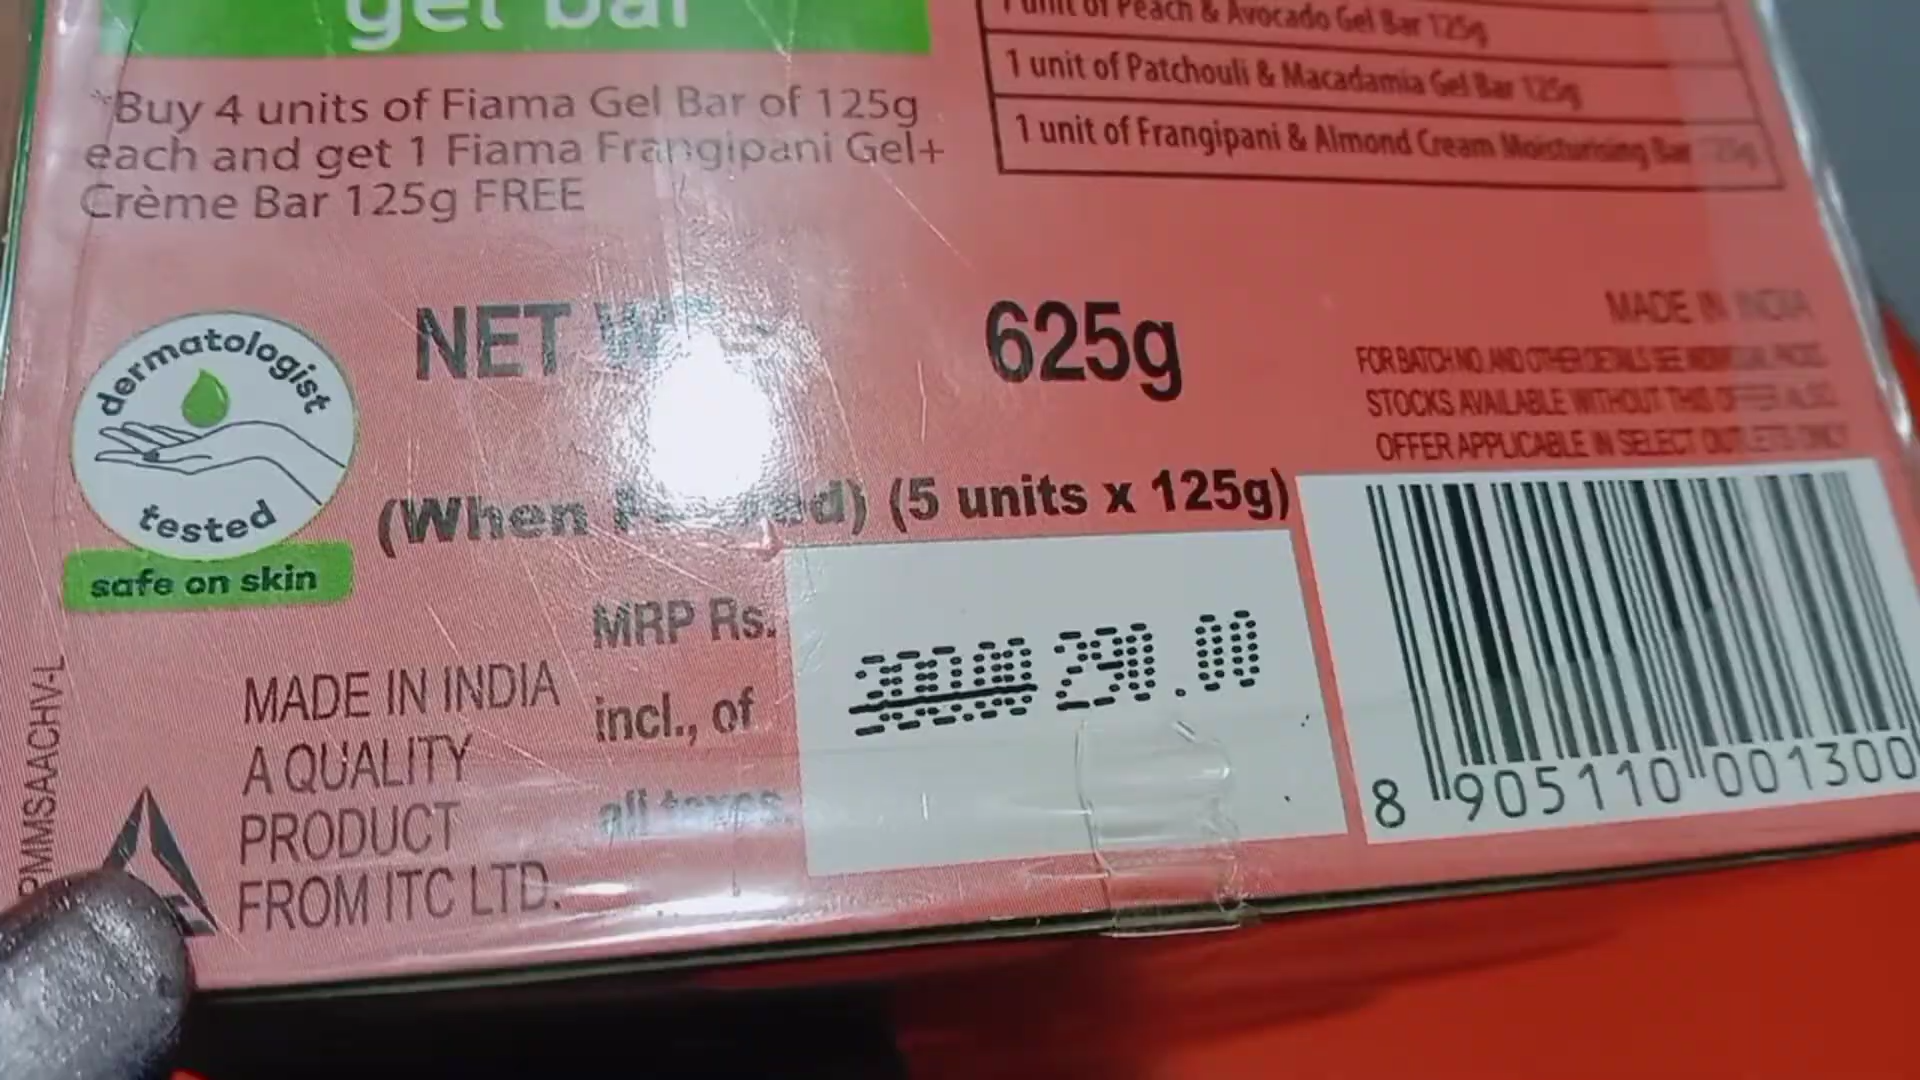 gel bar
*Buy 4 units of Fiama Gel Bar of 125g
each and get 1 Fiama Frangipani Gel+
Crème Bar 125g FREE
1 unit of Peach & Avocado Gel Bar 125g
1 unit of Patchouli & Macadamia Gel Bar 125g
1 unit of Frangipani & Almond Cream Moisturising Bar 125g
dermatologist
tested
safe on skin
NET 625g
(When (5 units x 125g)
MADE IN INDIA
FOR BATCH NO. AND OTHER DETAILS SEE
STOCKS AVAILABLE WITHOUT THIS OFFER ALSO
OFFER APPLICABLE IN SELECT OUTLETS ONLY
MRP Rs.
incl., of
all taxes.
290.00
MADE IN INDIA
A QUALITY
PRODUCT
FROM ITC LTD.
PMMSAACHV-L
8 905110 001300